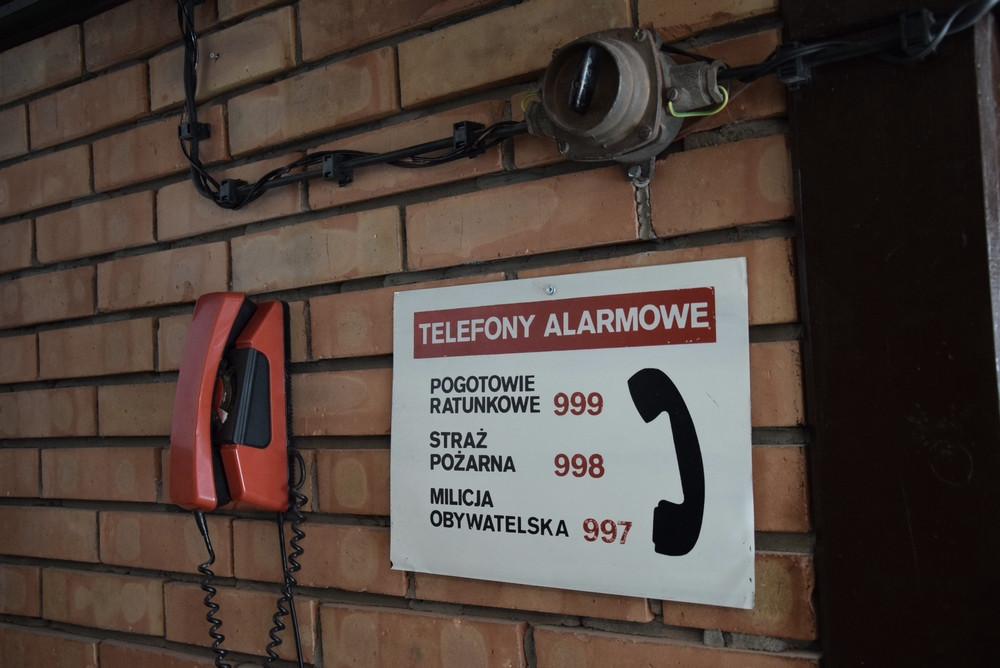 TELEFONY ALARMOWE
POGOTOWIE
RATUNKOWE 999
STRAŻ
POŻARNA 998
MILICJA
OBYWATELSKA 997